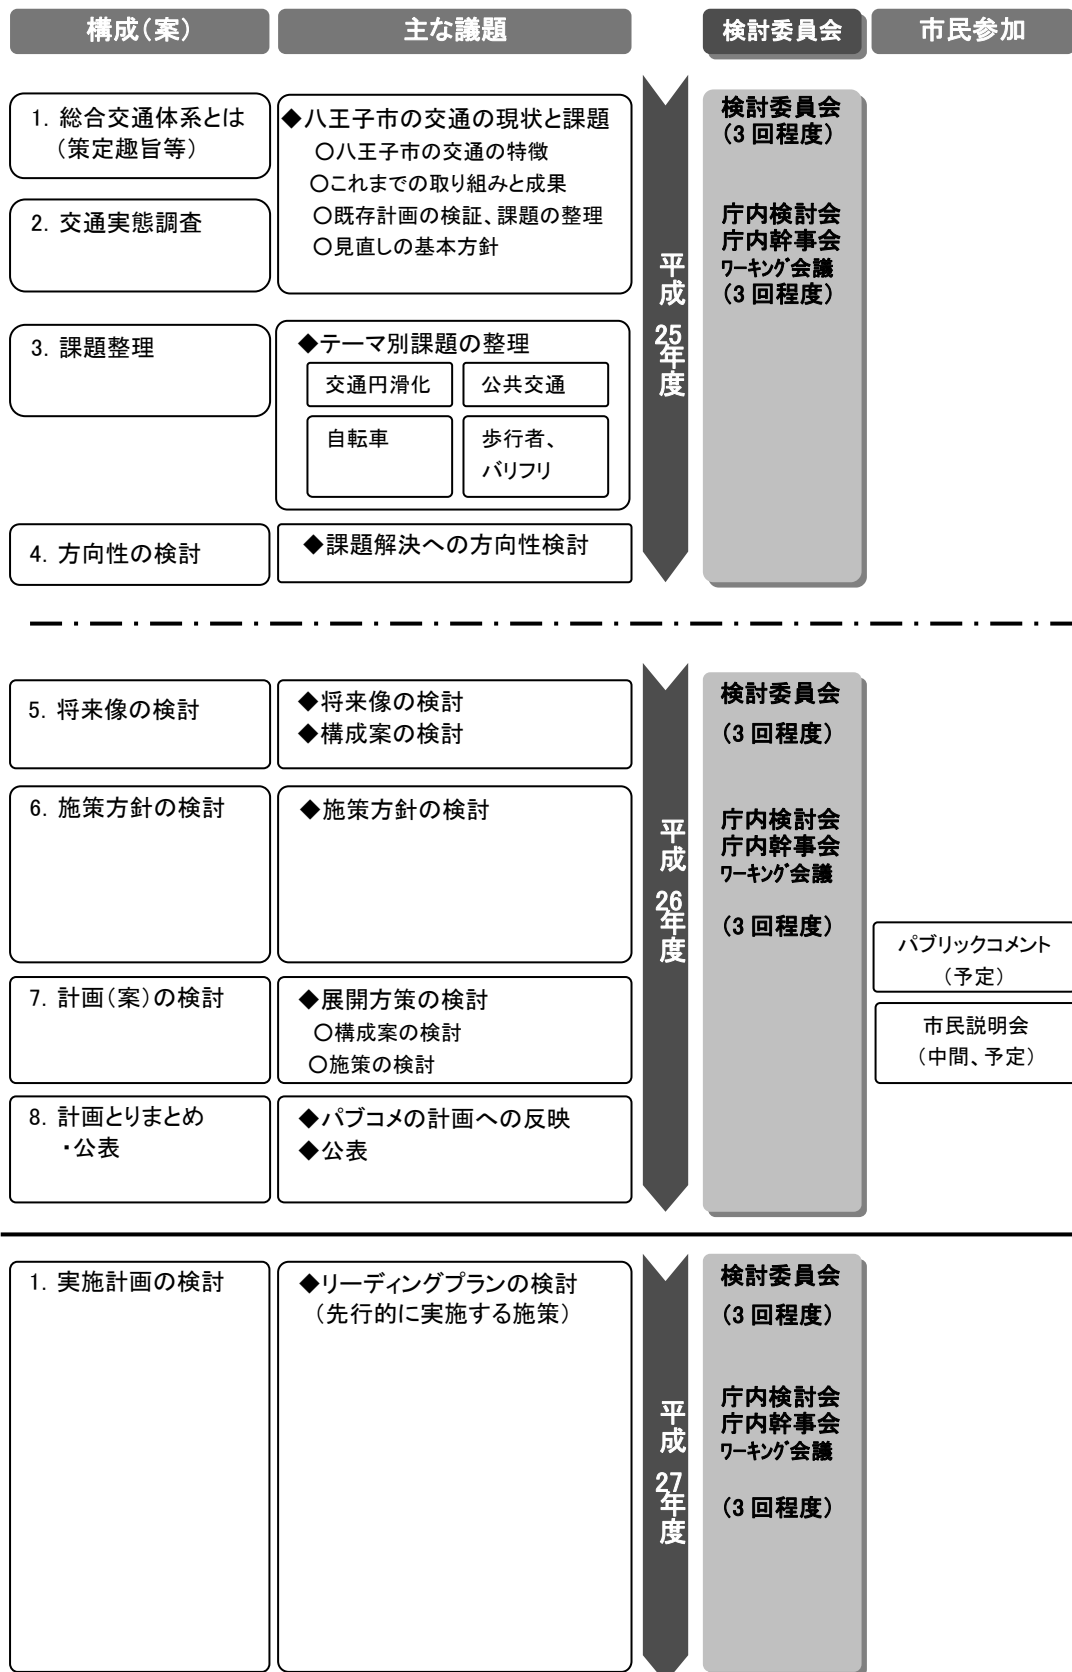 構成(案)
主な議題
検討委員会
市民参加
1. 総合交通体系とは
(策定趣旨等)
2. 交通実態調査
◆八王子市の交通の現状と課題
○八王子市の交通の特徴
○これまでの取り組みと成果
○既存計画の検証、課題の整理
○見直しの基本方針
3. 課題整理
◆テーマ別課題の整理
交通円滑化
公共交通
自転車
歩行者、
バリフリ
4. 方向性の検討
◆課題解決への方向性検討
平成25年度
検討委員会
(3回程度)
庁内検討会
庁内幹事会
ワーキング会議
(3回程度)
5. 将来像の検討
◆将来像の検討
◆構成案の検討
6. 施策方針の検討
◆施策方針の検討
7. 計画(案)の検討
◆展開方策の検討
○構成案の検討
○施策の検討
8. 計画とりまとめ
・公表
◆パブコメの計画への反映
◆公表
平成26年度
検討委員会
(3回程度)
庁内検討会
庁内幹事会
ワーキング会議
(3回程度)
パブリックコメント
(予定)
市民説明会
(中間、予定)
1. 実施計画の検討
◆リーディングプランの検討
(先行的に実施する施策)
平成27年度
検討委員会
(3回程度)
庁内検討会
庁内幹事会
ワーキング会議
(3回程度)